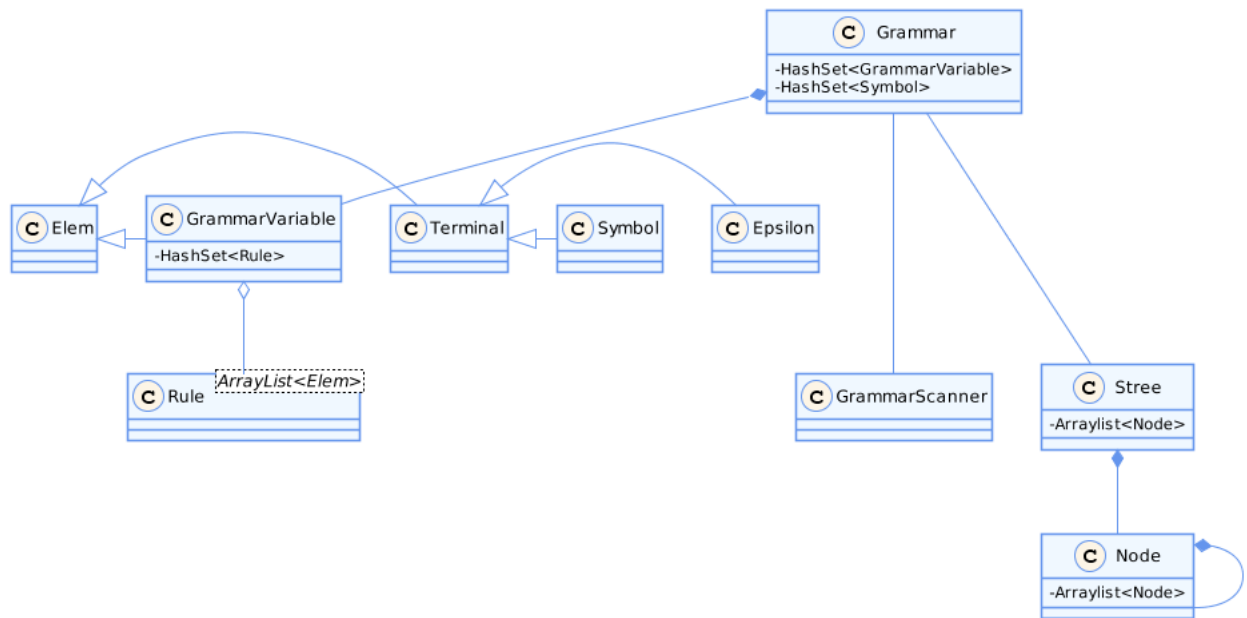 C Grammar
-HashSet<GrammarVariable>
-HashSet<Symbol>
C Elem
C GrammarVariable
-HashSet<Rule>
C Terminal
C Symbol
C Epsilon
ArrayList<Elem>
C Rule
C GrammarScanner
C Stree
-Arraylist<Node>
C Node
-Arraylist<Node>